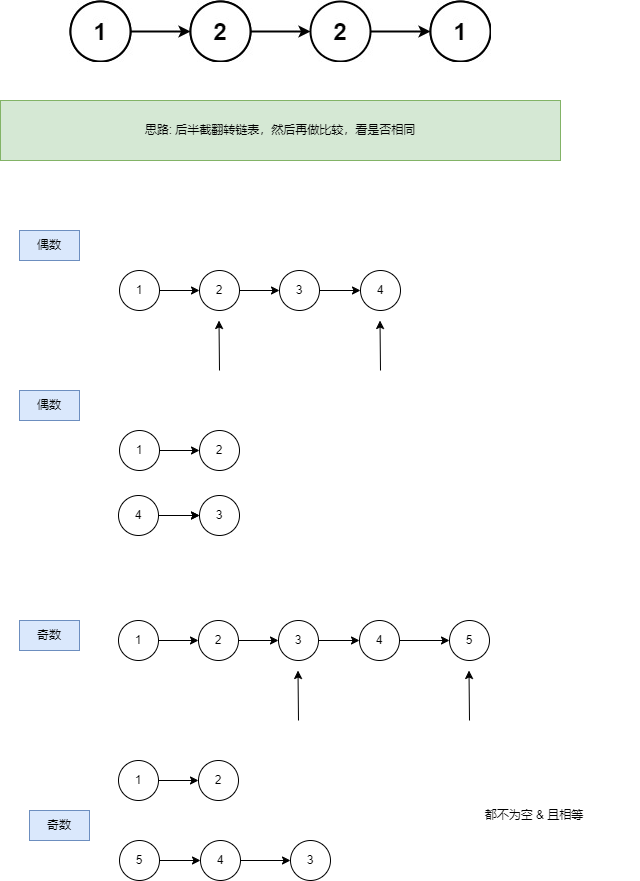 1 2 2 1
思路: 后半截翻转链表，然后再做比较，看是否相同
偶数
1 2 3 4
偶数
1 2
4 3
奇数
1 2 3 4 5
1 2
奇数
都不为空 & 且相等
5 4 3